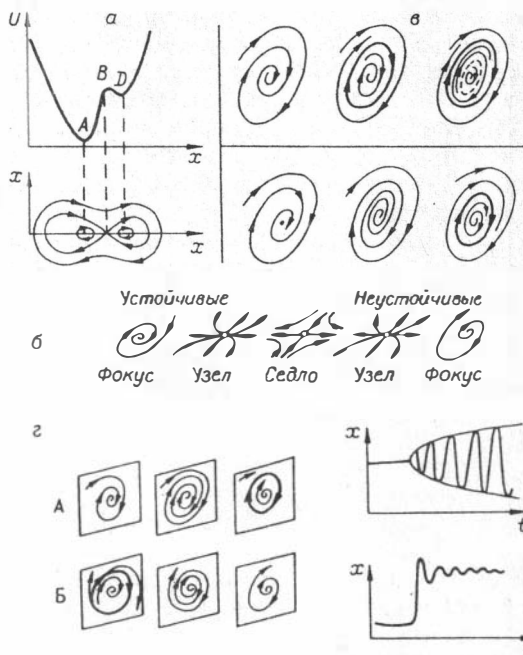 U а в
B D
A
x
x
x
Устойчивые Неустойчивые
б
Фокус Узел Седло Узел Фокус
г
x
A
t
x
Б
t